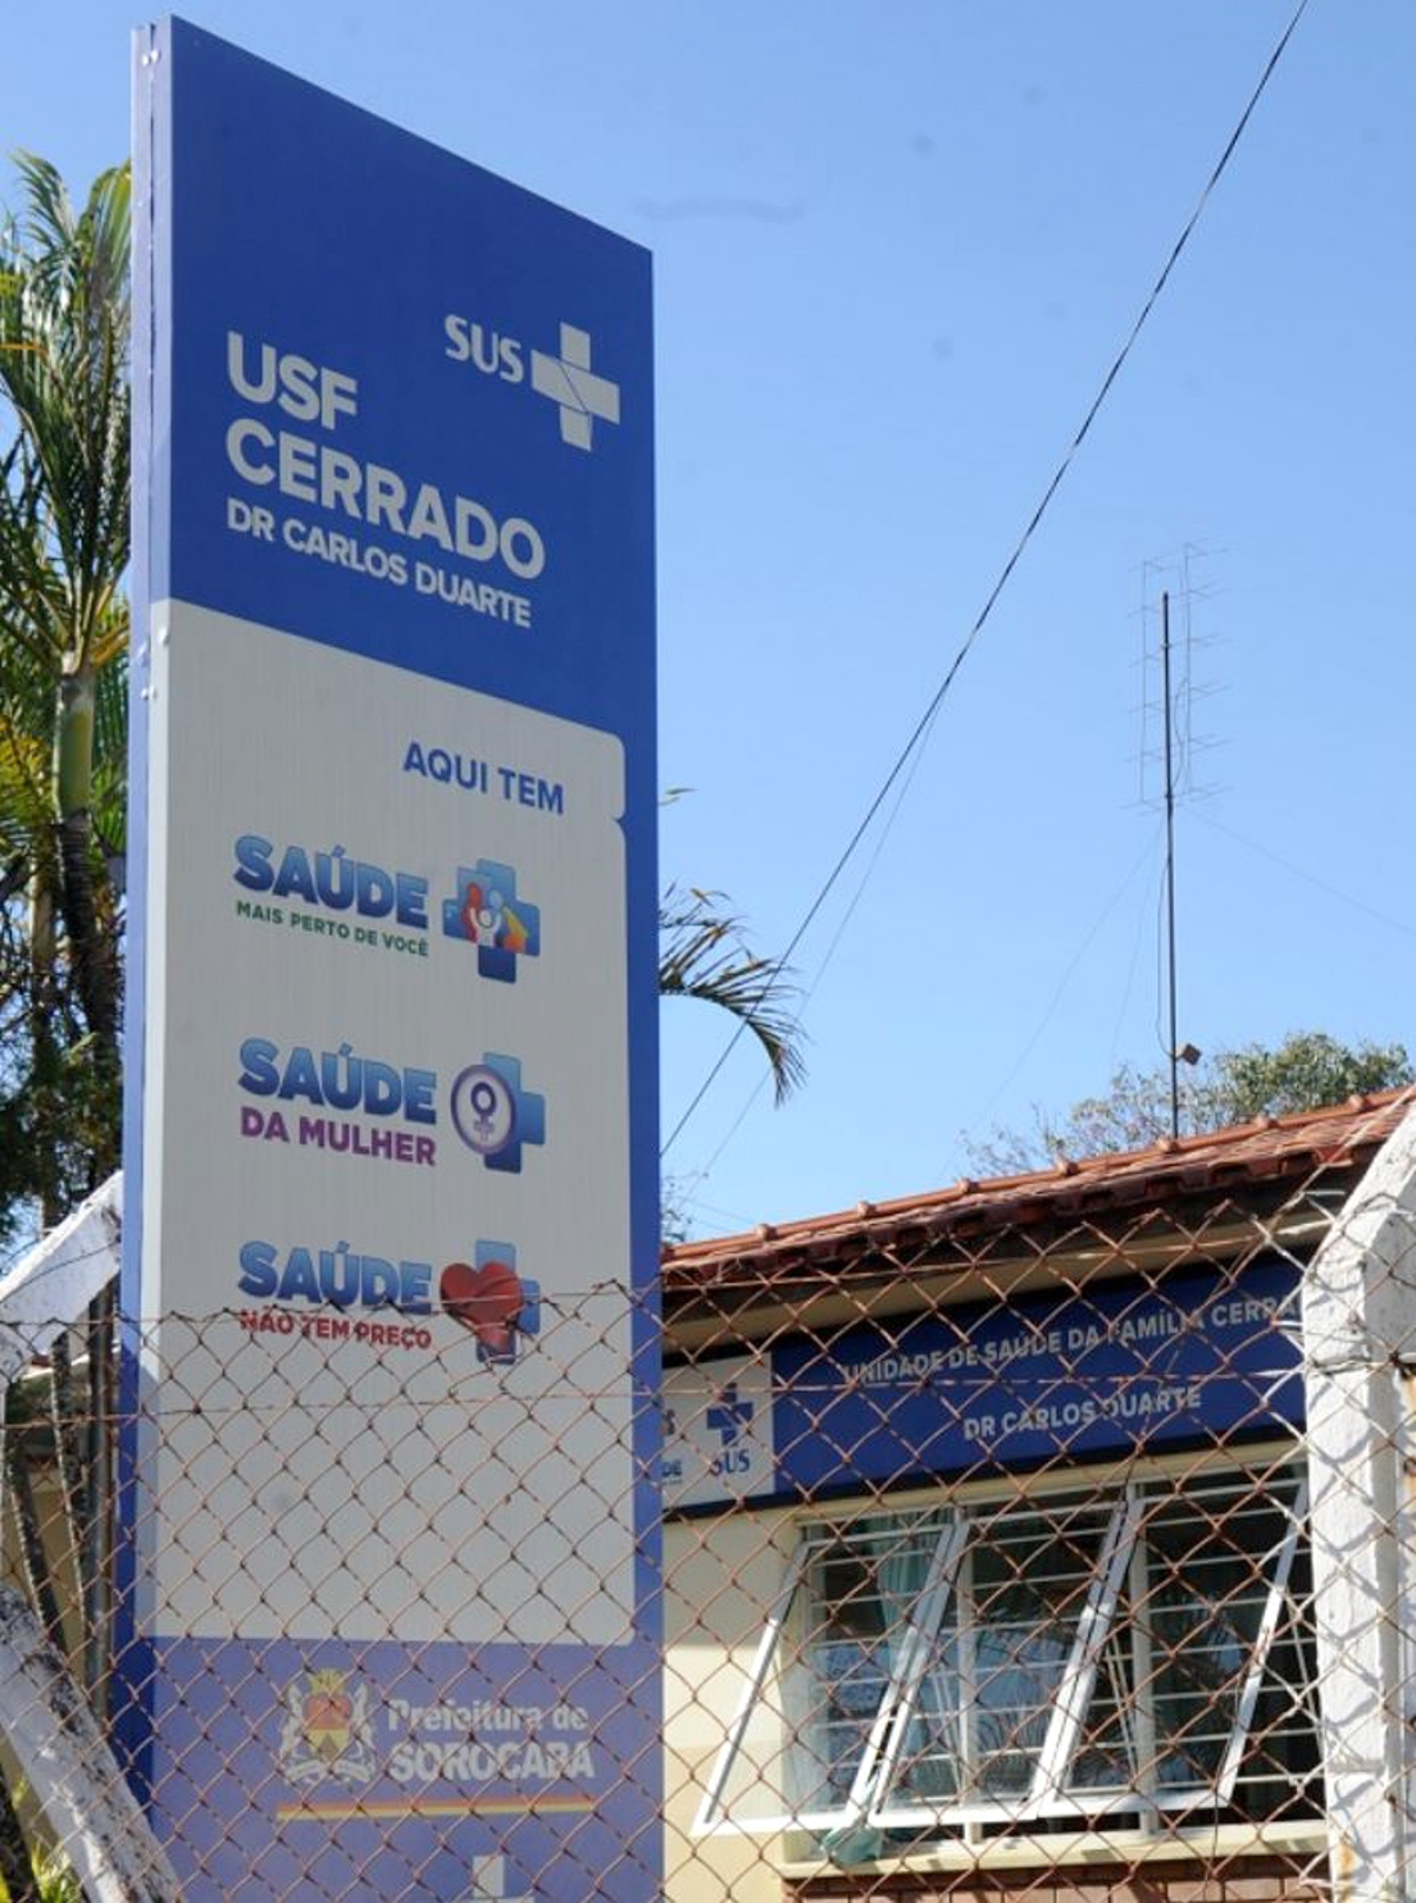 SUS
USF
CERRADO
DR CARLOS DUARTE
AQUI TEM
SAÚDE
MAIS PERTO DE VOCÊ
SAÚDE
DA MULHER
SAÚDE
NÃO TEM PREÇO
UNIDADE DE SAÚDE DA FAMÍLIA CERRA
DR CARLOS DUARTE
DE SUS
Prefeitura de
SOROCABA